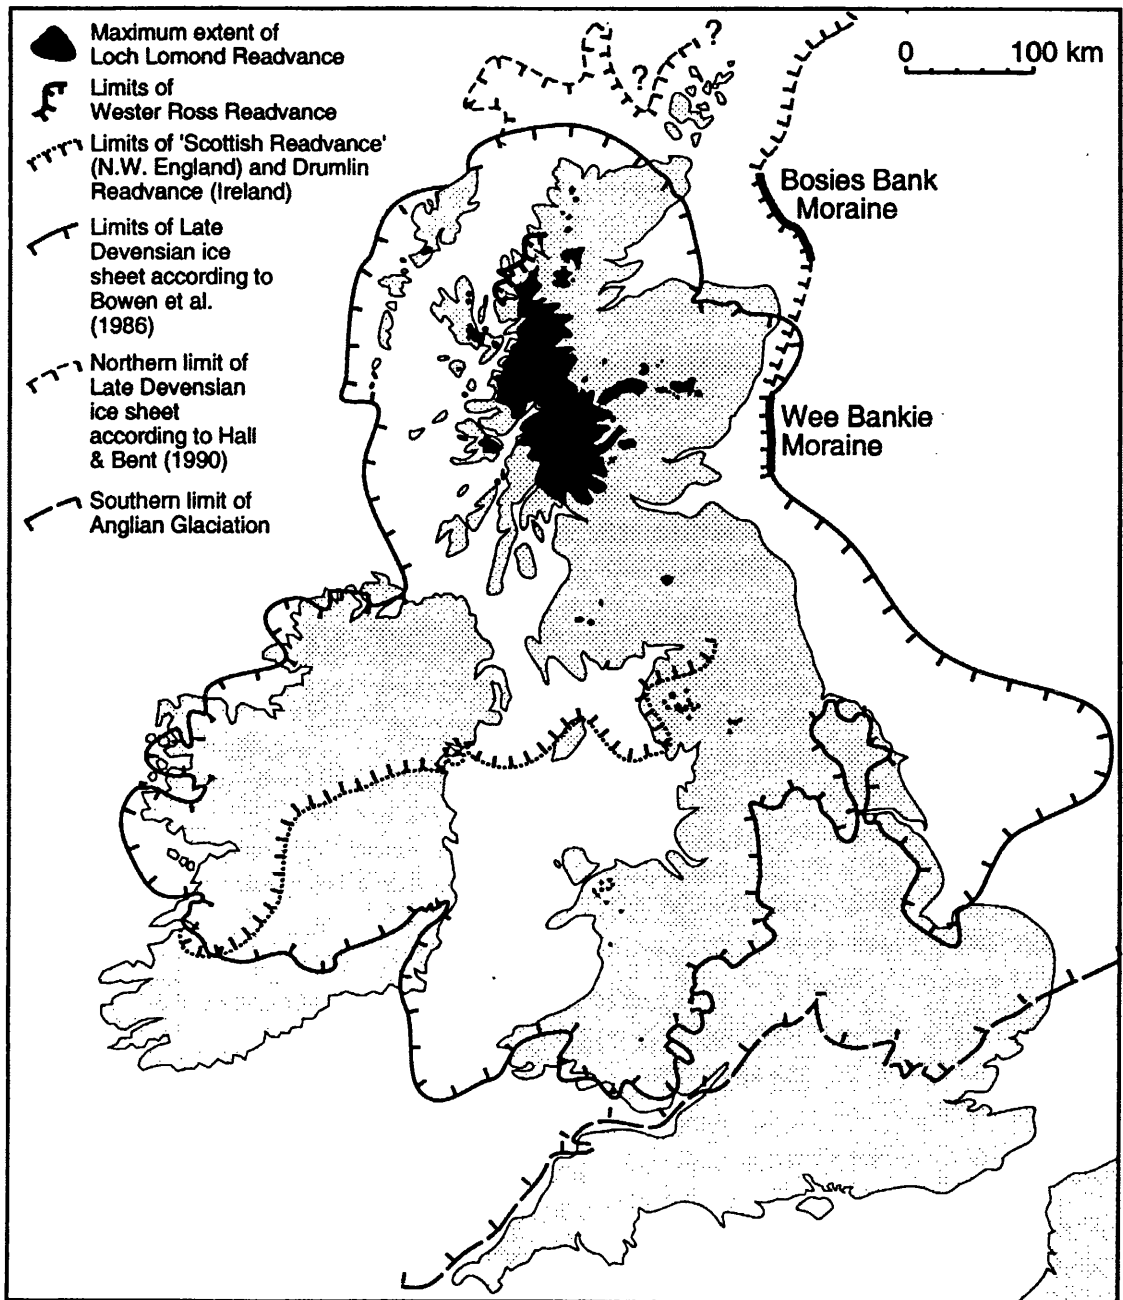 Maximum extent of
Loch Lomond Readvance
Limits of
Wester Ross Readvance
Limits of 'Scottish Readvance'
(N.W. England) and Drumlin
Readvance (Ireland)
Limits of Late
Devensian ice
sheet according to
Bowen et al.
(1986)
Northern limit of
Late Devensian
ice sheet
according to Hall
& Bent (1990)
Southern limit of
Anglian Glaciation
?
?
0 100 km
Bosies Bank
Moraine
Wee Bankie
Moraine